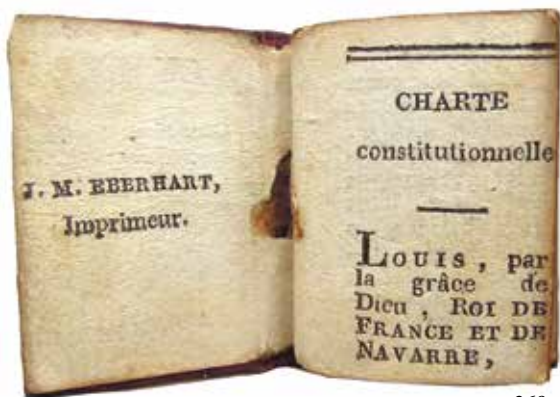 J. M. EBERHART,
Imprimeur.
CHARTE
constitutionnelle
LOUIS, par
la grâce de
Dieu, ROI DE
FRANCE ET DE
NAVARRE,